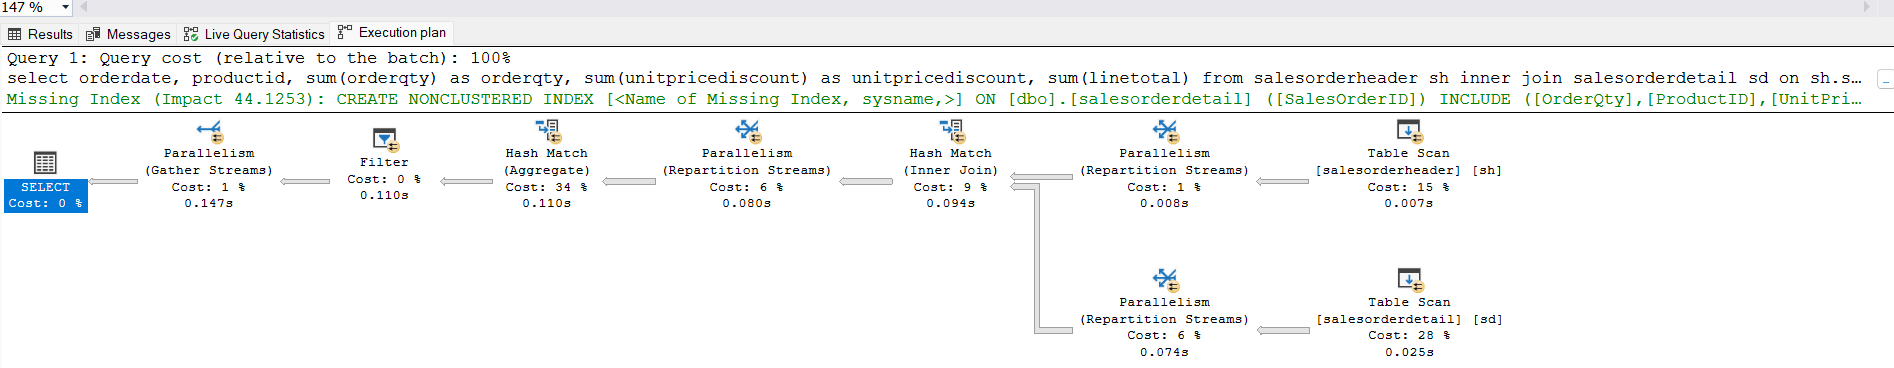 147 %
Results Messages Live Query Statistics Execution plan
Query 1: Query cost (relative to the batch): 100%
select orderdate, productid, sum(orderqty) as orderqty, sum(unitpricediscount) as unitpricediscount, sum(linetotal) from salesorderheader sh inner join salesorderdetail sd on sh.s...
Missing Index (Impact 44.1253): CREATE NONCLUSTERED INDEX [<Name of Missing Index, sysname,>] ON [dbo].[salesorderdetail] ([SalesOrderID]) INCLUDE ([OrderQty],[ProductID],[UnitPri...
SELECT
Cost: 0 %
Parallelism
(Gather Streams)
Cost: 1 %
0.147s
Filter
Cost: 0 %
0.110s
Hash Match
(Aggregate)
Cost: 34 %
0.110s
Parallelism
(Repartition Streams)
Cost: 6 %
0.080s
Hash Match
(Inner Join)
Cost: 9 %
0.094s
Parallelism
(Repartition Streams)
Cost: 1 %
0.008s
Table Scan
[salesorderheader] [sh]
Cost: 15 %
0.007s
Parallelism
(Repartition Streams)
Cost: 6 %
0.074s
Table Scan
[salesorderdetail] [sd]
Cost: 28 %
0.025s